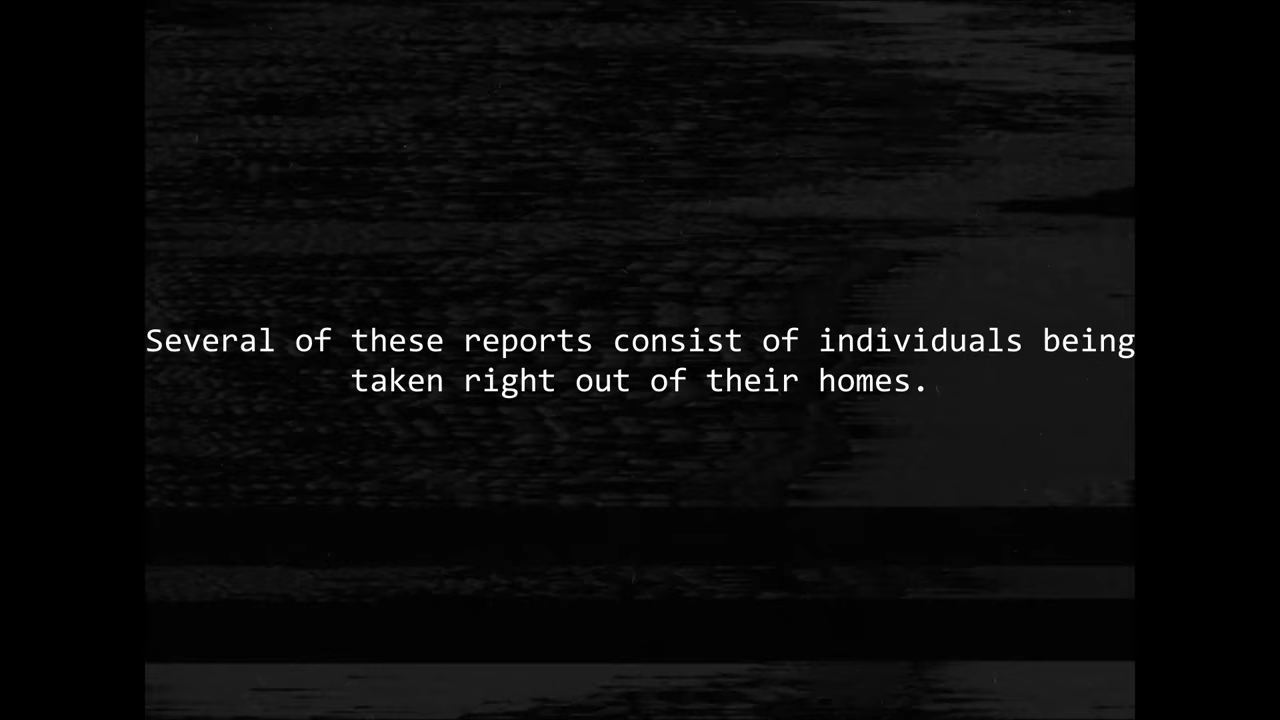 Several of these reports consist of individuals being
taken right out of their homes.